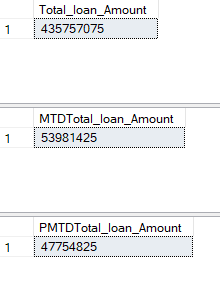 Total_loan_Amount
1 435757075
MTDTotal_loan_Amount
1 53981425
PMTDTotal_loan_Amount
1 47754825